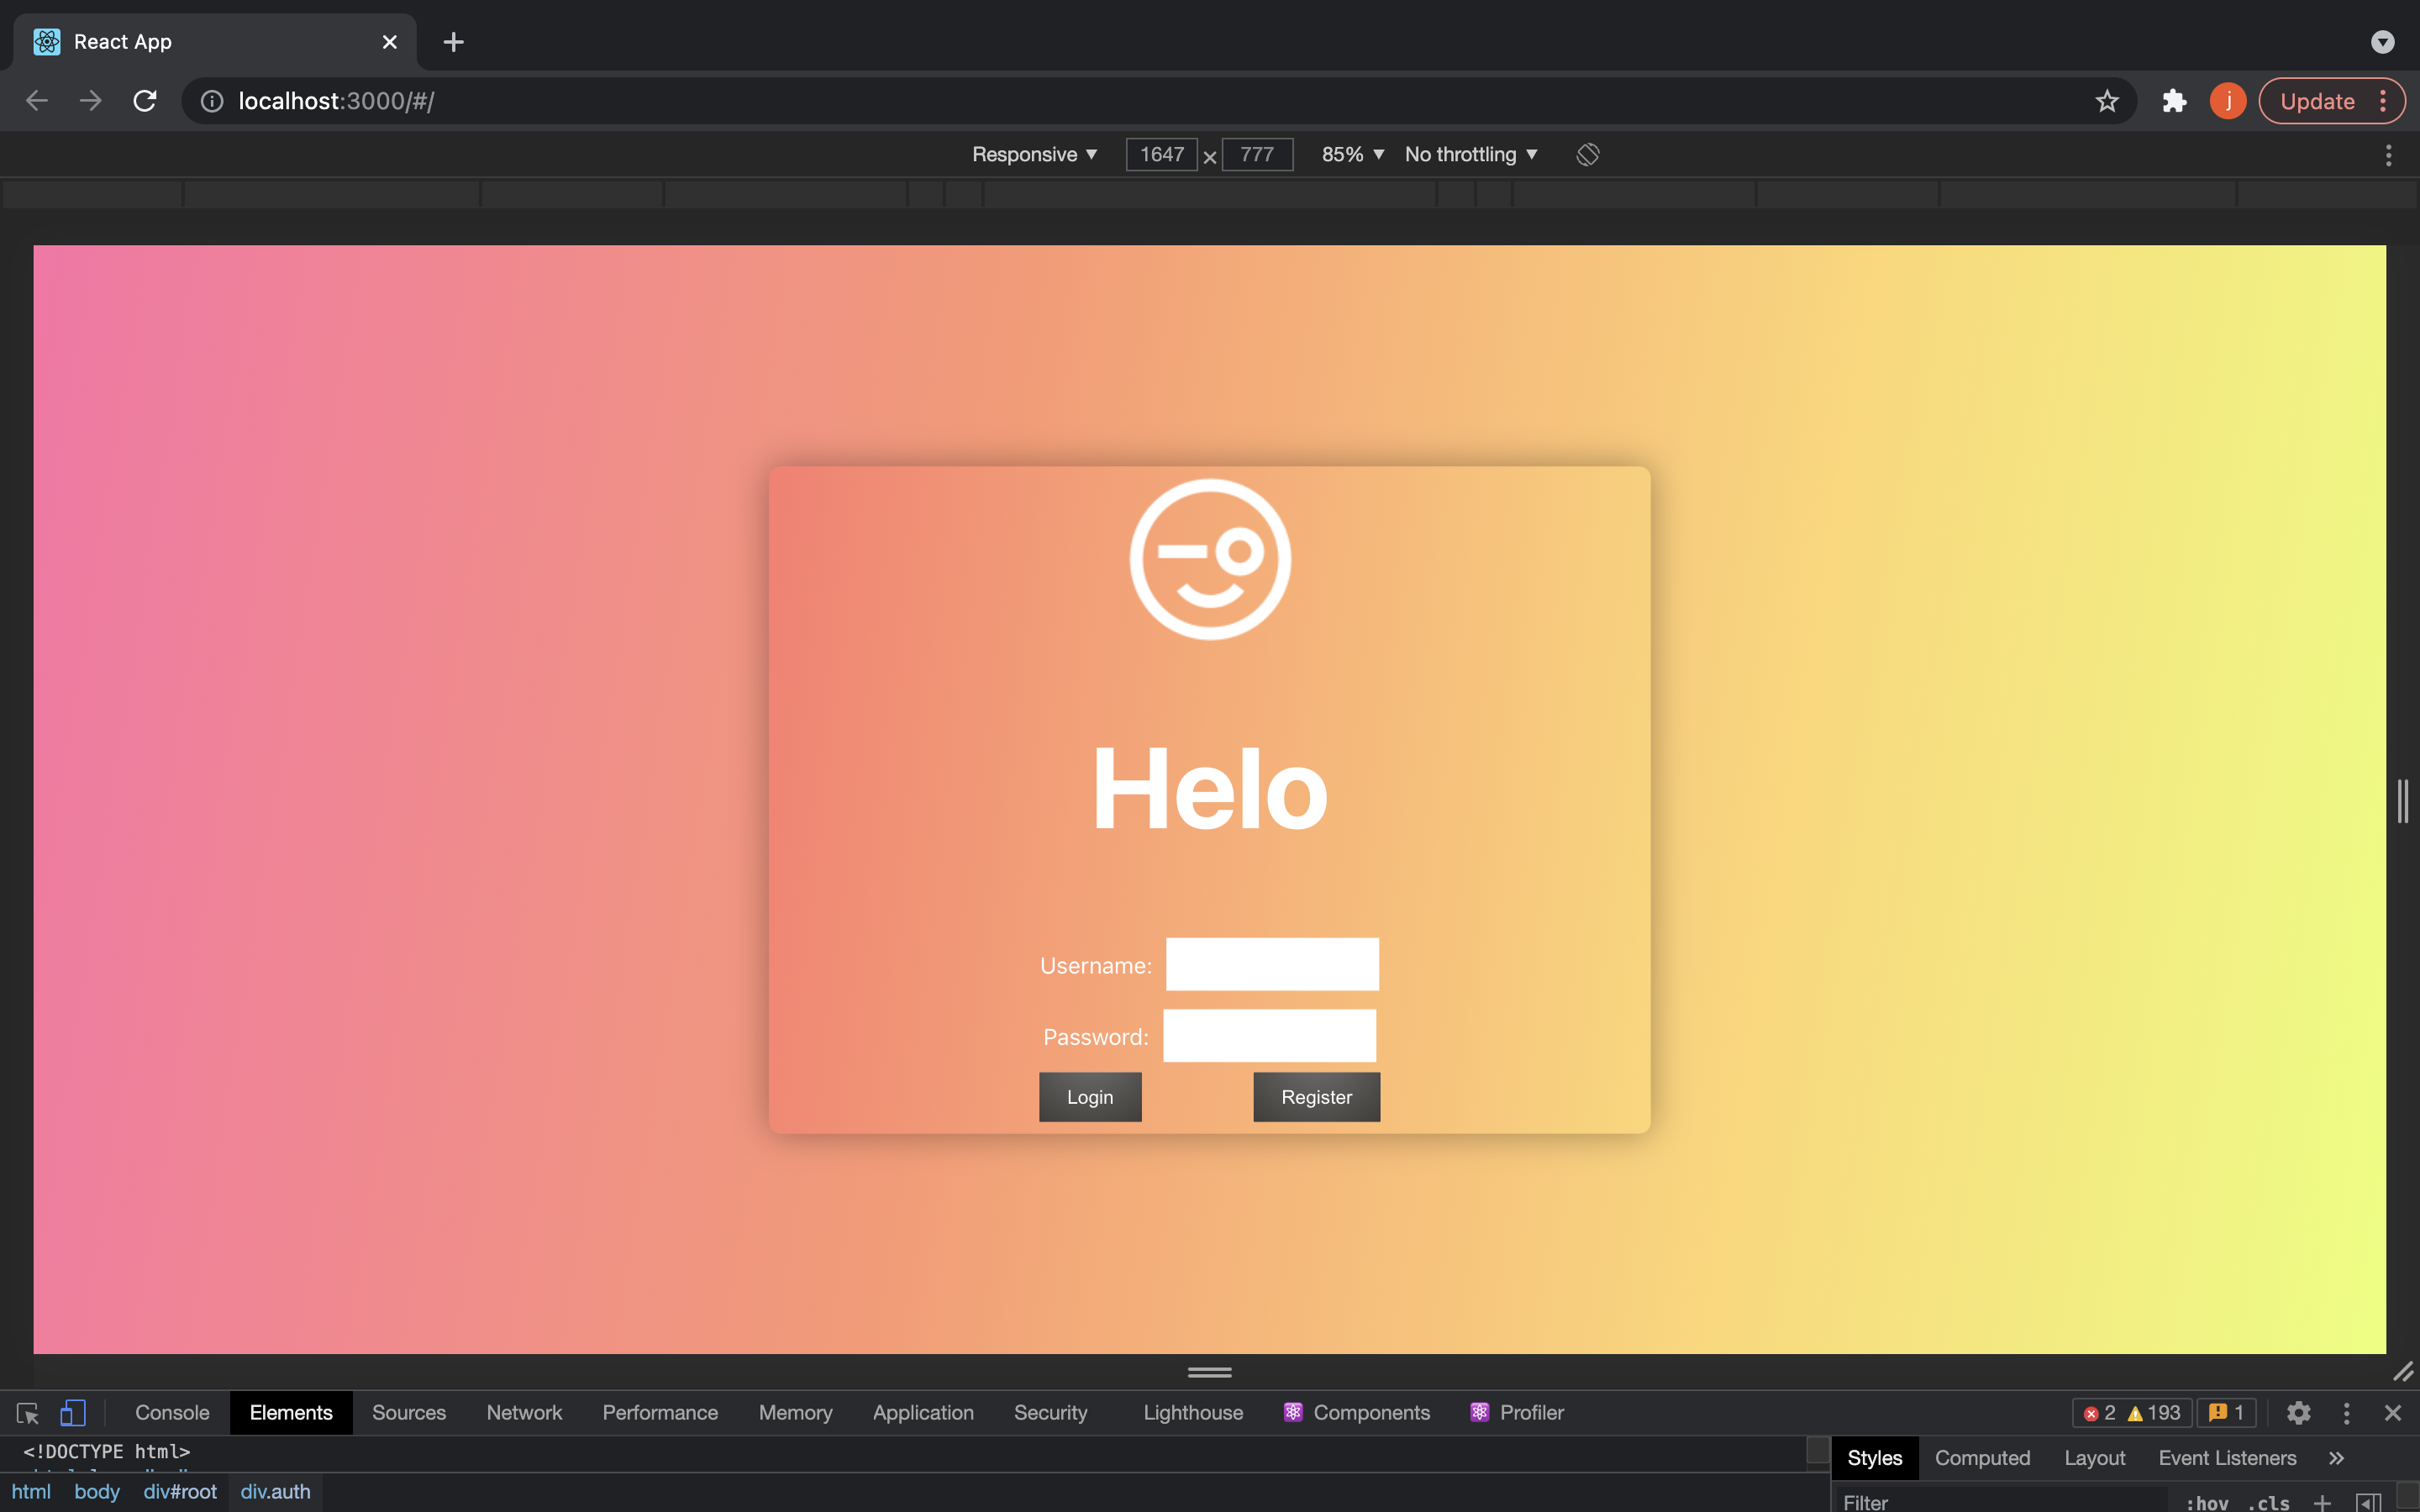 React App
localhost:3000/#/
Update
Responsive 1647 × 777 85% No throttling
Helo
Username:
Password:
Login Register
Console Elements Sources Network Performance Memory Application Security Lighthouse Components Profiler 2 193 1
<!DOCTYPE html>
Styles Computed Layout Event Listeners »
html body div#root div.auth
Filter :hov .cls +